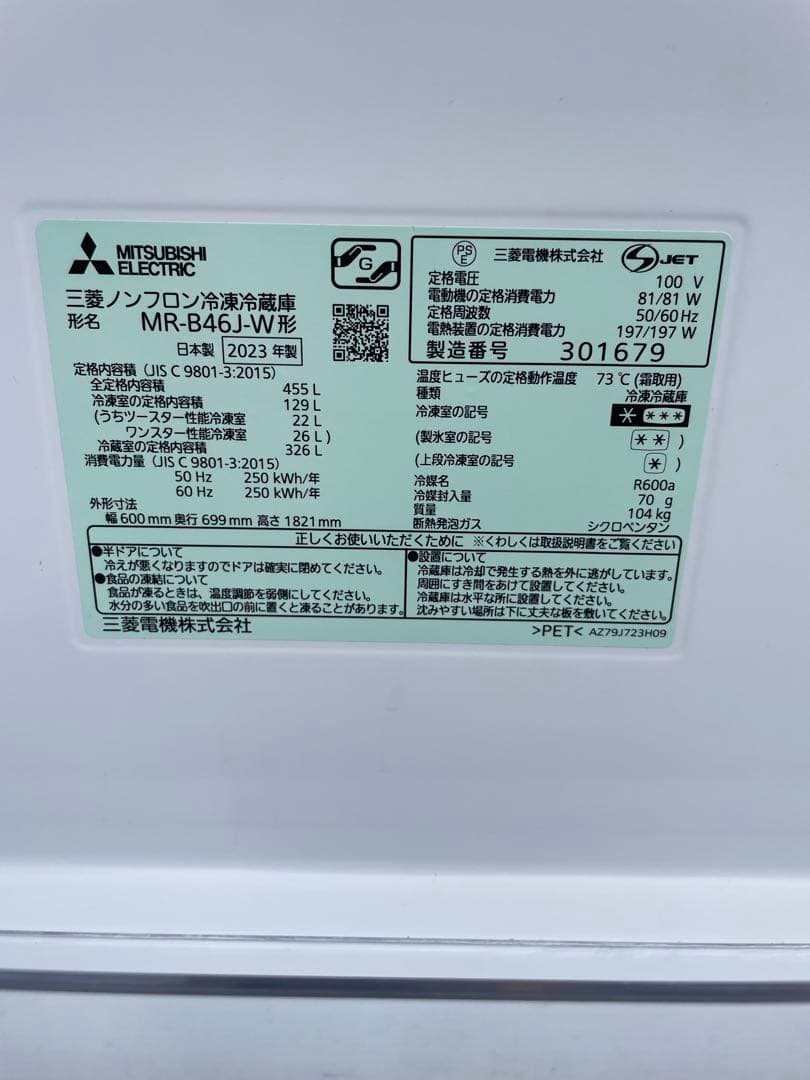 MITSUBISHI
ELECTRIC
G
三菱ノンフロン冷凍冷蔵庫
形名 MR-B46J-W形
日本製 2023 年製
定格内容積 (JIS C 9801-3:2015)
全定格内容積 455 L
冷凍室の定格内容積 129 L
(うちツースター性能冷凍室 22 L
ワンスター性能冷凍室 26 L )
冷蔵室の定格内容積 326 L
消費電力量 (JIS C 9801-3:2015)
50 Hz 250 kWh/年
60 Hz 250 kWh/年
外形寸法
幅 600 mm 奥行 699 mm 高さ 1821 mm
PS
E
三菱電機株式会社 JET
定格電圧 100 V
電動機の定格消費電力 81/81 W
定格周波数 50/60 Hz
電熱装置の定格消費電力 197/197 W
製造番号 301679
温度ヒューズの定格動作温度 73 ℃ (霜取用)
種類 冷凍冷蔵庫
冷凍室の記号 * ***
(製氷室の記号 ** )
(上段冷凍室の記号 * )
冷媒名 R600a
冷媒封入量 70 g
質量 104 kg
断熱発泡ガス シクロペンタン
正しくお使いいただくために ※くわしくは取扱説明書をご覧ください
●半ドアについて
冷えが悪くなりますのでドアは確実に閉めてください。
●食品の凍結について
食品が凍るときは、温度調節を弱側にしてください。
水分の多い食品を吹出口の前に置くと凍ることがあります。
●設置について
冷蔵庫は冷却で発生する熱を外に逃がしています。
周囲にすき間をあけて設置してください。
冷蔵庫は水平な所に設置してください。
沈みやすい場所は下に丈夫な板を敷いてください。
三菱電機株式会社
>PET< AZ79J723H09